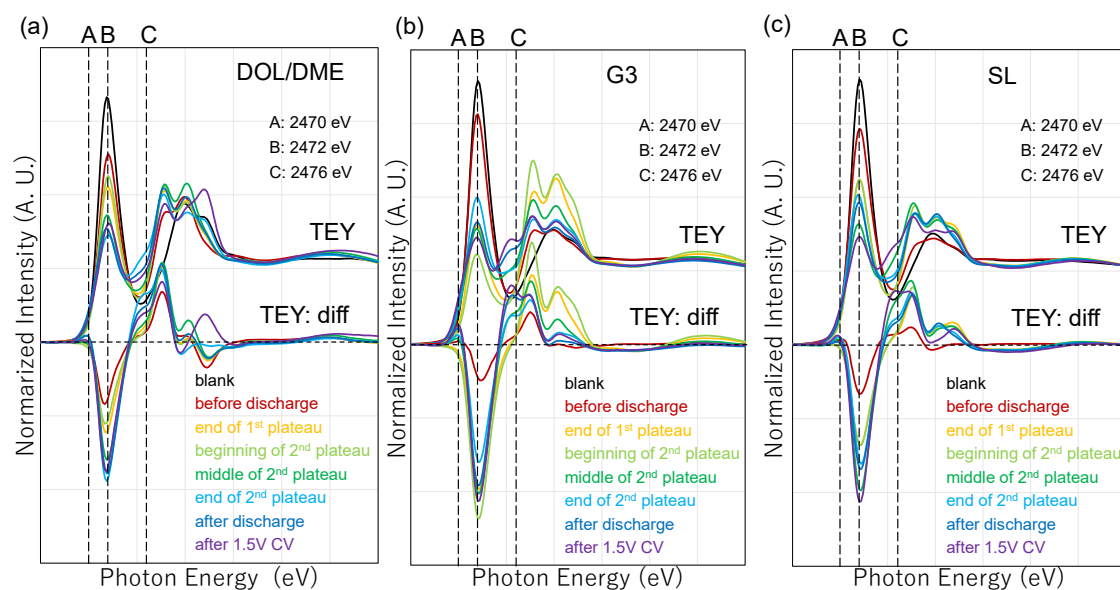 (a)
A B C
DOL/DME
A: 2470 eV
B: 2472 eV
C: 2476 eV
TEY
TEY: diff
blank
before discharge
end of 1st plateau
beginning of 2nd plateau
middle of 2nd plateau
end of 2nd plateau
after discharge
after 1.5V CV
Normarized Intensity (A. U.)
Photon Energy (eV)
(b)
A B C
G3
A: 2470 eV
B: 2472 eV
C: 2476 eV
TEY
TEY: diff
blank
before discharge
end of 1st plateau
beginning of 2nd plateau
middle of 2nd plateau
end of 2nd plateau
after discharge
after 1.5V CV
Normalized Intensity (A. U.)
Photon Energy (eV)
(c)
A B C
SL
A: 2470 eV
B: 2472 eV
C: 2476 eV
TEY
TEY: diff
blank
before discharge
end of 1st plateau
beginning of 2nd plateau
middle of 2nd plateau
end of 2nd plateau
after discharge
after 1.5V CV
Normalized Intensity (A. U.)
Photon Energy (eV)